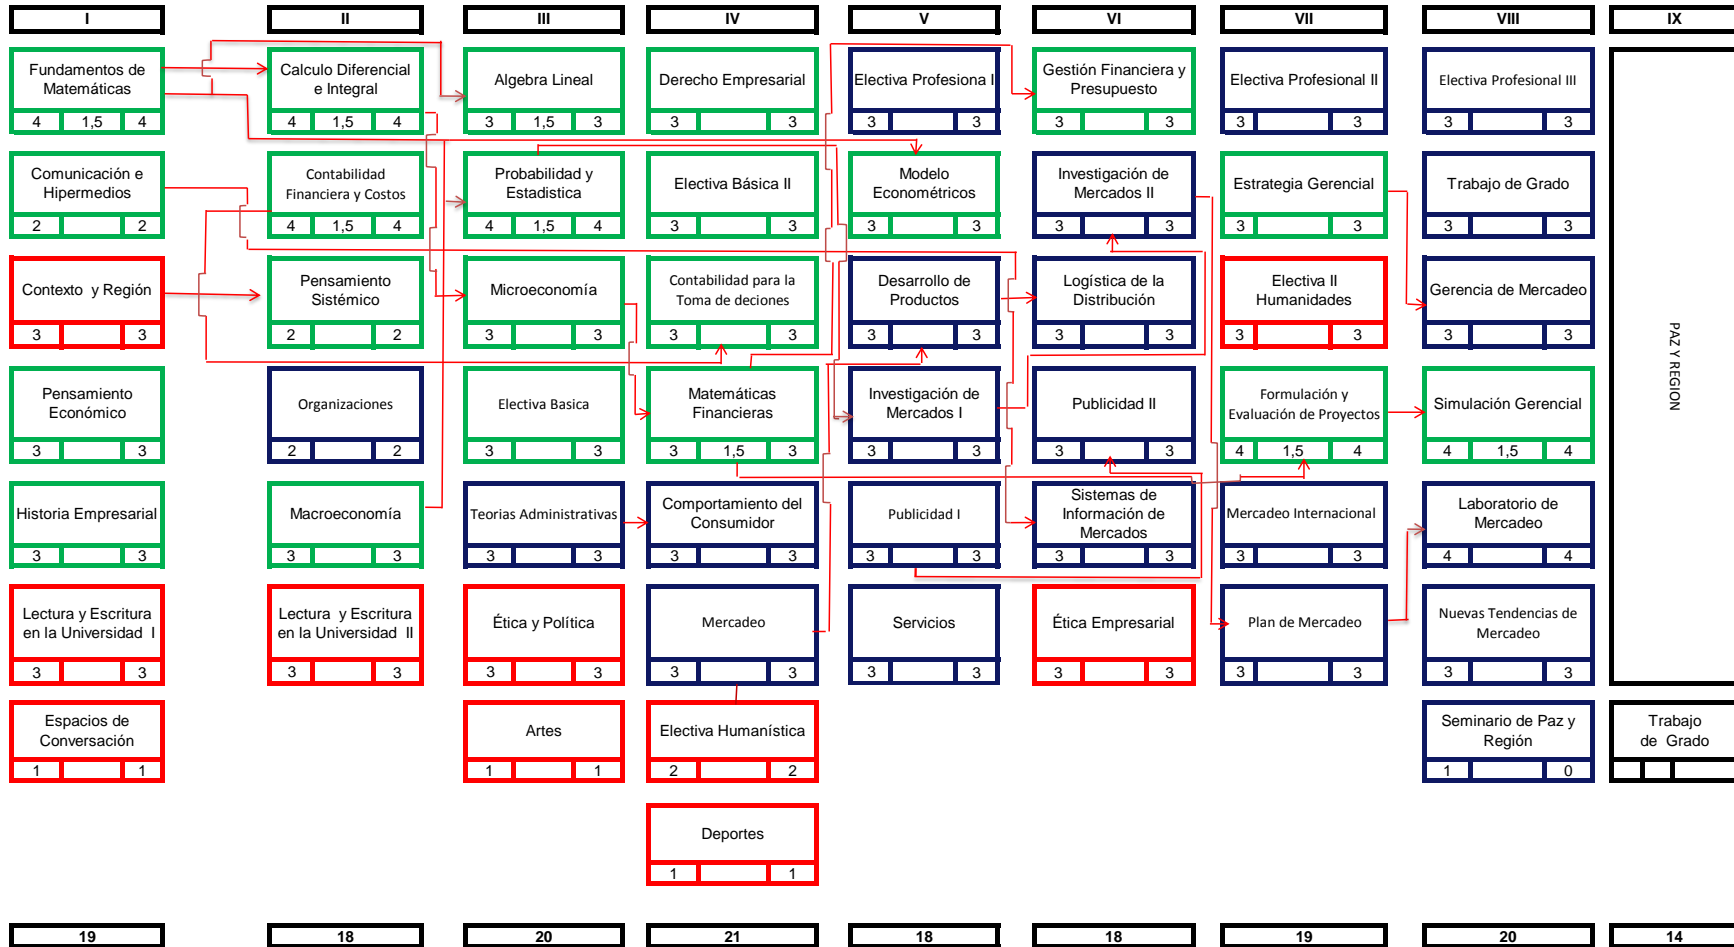 I II III IV V VI VII VIII IX
Fundamentos de
Matemáticas
4 1,5 4
Calculo Diferencial
e Integral
4 1,5 4
Algebra Lineal
3 1,5 3
Derecho Empresarial
3 3
Electiva Profesiona I
3 3
Gestión Financiera y
Presupuesto
3 3
Electiva Profesional II
3 3
Electiva Profesional III
3 3
Comunicación e
Hipermedios
2 2
Contabilidad
Financiera y Costos
4 1,5 4
Probabilidad y
Estadistica
4 1,5 4
Electiva Básica II
3 3
Modelo
Econométricos
3 3
Investigación de
Mercados II
3 3
Estrategia Gerencial
3 3
Trabajo de Grado
3 3
Contexto y Región
3 3
Pensamiento
Sistémico
2 2
Microeconomía
3 3
Contabilidad para la
Toma de deciones
3 3
Desarrollo de
Productos
3 3
Logística de la
Distribución
3 3
Electiva II
Humanidades
3 3
Gerencia de Mercadeo
3 3
PAZ Y REGION
Pensamiento
Económico
3 3
Organizaciones
2 2
Electiva Basica
3 3
Matemáticas
Financieras
3 1,5 3
Investigación de
Mercados I
3 3
Publicidad II
3 3
Formulación y
Evaluación de Proyectos
4 1,5 4
Simulación Gerencial
4 1,5 4
Historia Empresarial
3 3
Macroeconomía
3 3
Teorias Administrativas
3 3
Comportamiento del
Consumidor
3 3
Publicidad I
3 3
Sistemas de
Información de
Mercados
3 3
Mercadeo Internacional
3 3
Laboratorio de
Mercadeo
4 4
Lectura y Escritura
en la Universidad I
3 3
Lectura y Escritura
en la Universidad II
3 3
Ética y Política
3 3
Mercadeo
3 3
Servicios
3 3
Ética Empresarial
3 3
Plan de Mercadeo
3 3
Nuevas Tendencias de
Mercadeo
3 3
Espacios de
Conversación
1 1
Artes
1 1
Electiva Humanística
2 2
Seminario de Paz y
Región
1 0
Trabajo
de Grado
Deportes
1 1
19 18 20 21 18 18 19 20 14